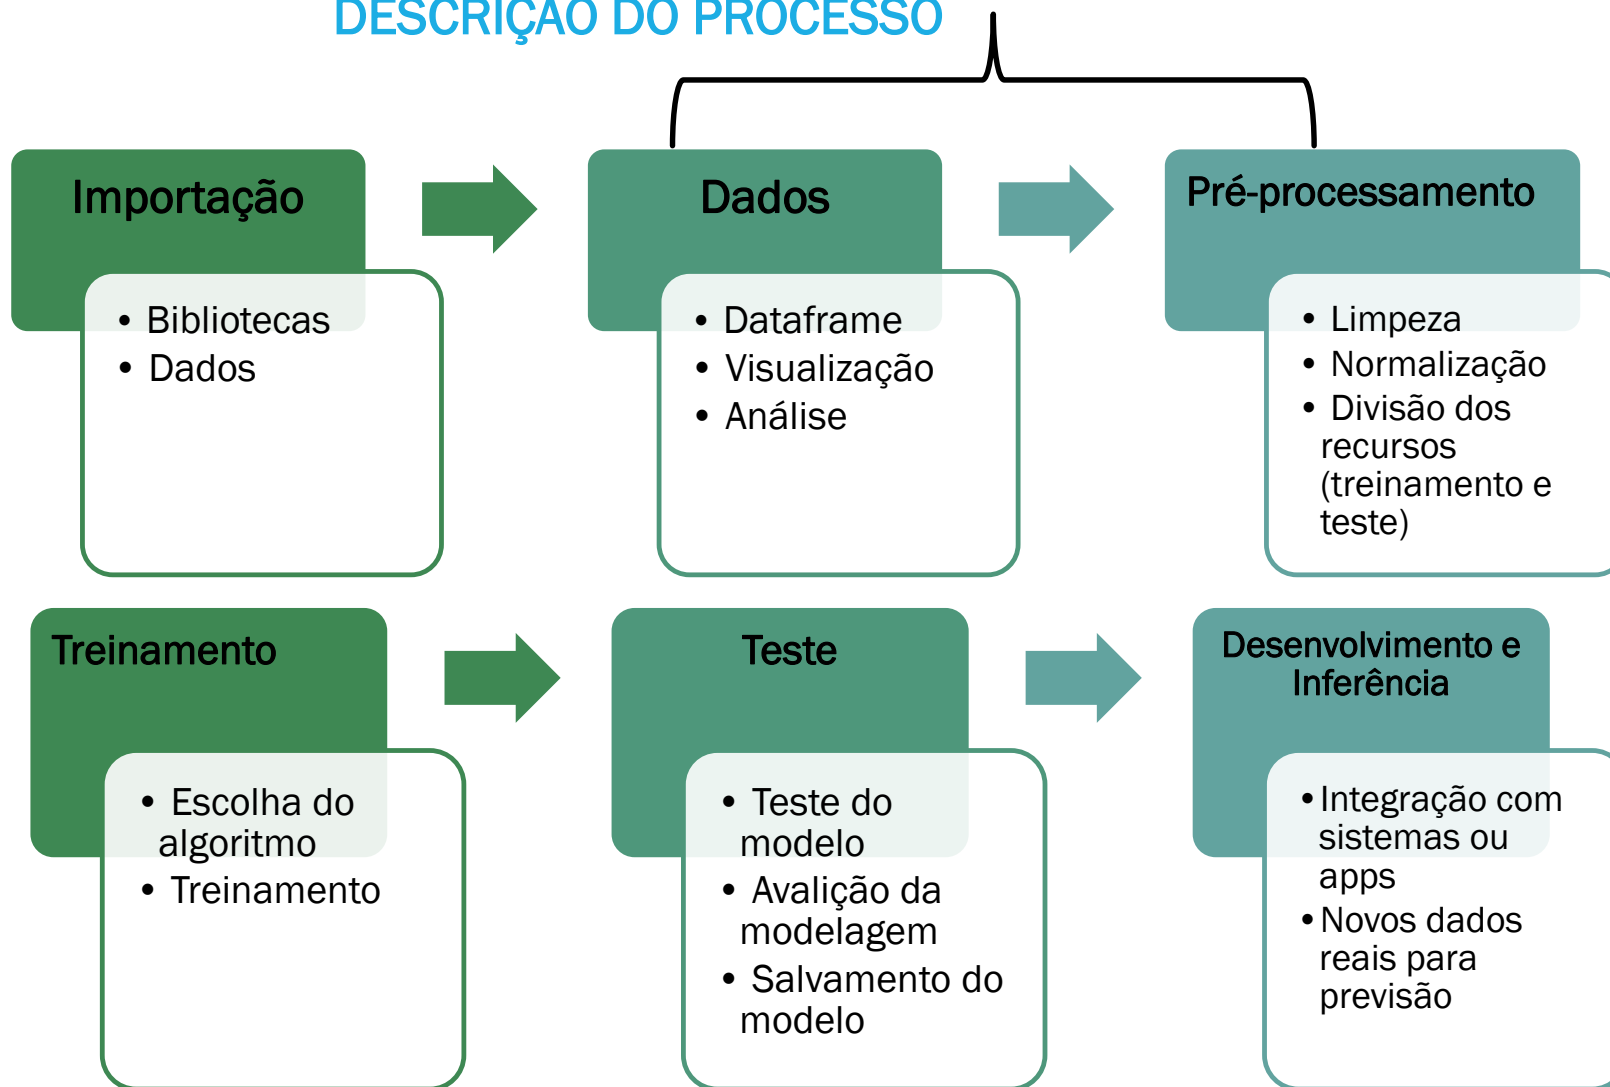 DESCRIÇÃO DO PROCESSO
Importação
• Bibliotecas
• Dados
Dados
• Dataframe
• Visualização
• Análise
Pré-processamento
• Limpeza
• Normalização
• Divisão dos
recursos
(treinamento e
teste)
Treinamento
• Escolha do
algoritmo
• Treinamento
Teste
• Teste do
modelo
• Avalição da
modelagem
• Salvamento do
modelo
Desenvolvimento e
Inferência
• Integração com
sistemas ou
apps
• Novos dados
reais para
previsão